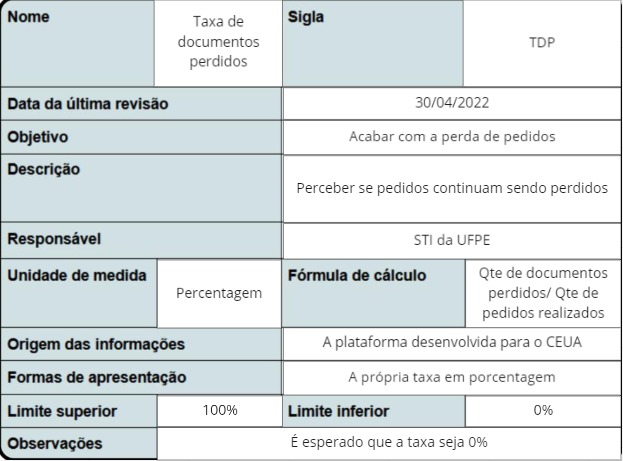 Nome
Taxa de
documentos
perdidos
Sigla
TDP
Data da última revisão
30/04/2022
Objetivo
Acabar com a perda de pedidos
Descrição
Perceber se pedidos continuam sendo perdidos
Responsável
STI da UFPE
Unidade de medida
Percentagem
Fórmula de cálculo
Qte de documentos
perdidos/ Qte de
pedidos realizados
Origem das informações
A plataforma desenvolvida para o CEUA
Formas de apresentação
A própria taxa em porcentagem
Limite superior
100%
Limite inferior
0%
Observações
É esperado que a taxa seja 0%